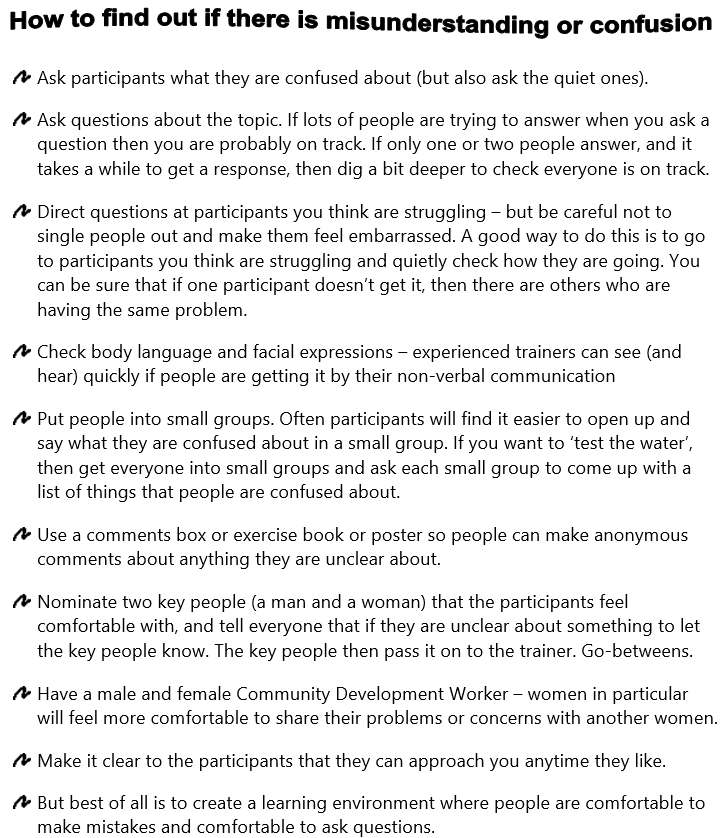 How to find out if there is misunderstanding or confusion
Ask participants what they are confused about (but also ask the quiet ones).
Ask questions about the topic. If lots of people are trying to answer when you ask a
question then you are probably on track. If only one or two people answer, and it
takes a while to get a response, then dig a bit deeper to check everyone is on track.
Direct questions at participants you think are struggling – but be careful not to
single people out and make them feel embarrassed. A good way to do this is to go
to participants you think are struggling and quietly check how they are going. You
can be sure that if one participant doesn't get it, then there are others who are
having the same problem.
Check body language and facial expressions – experienced trainers can see (and
hear) quickly if people are getting it by their non-verbal communication
Put people into small groups. Often participants will find it easier to open up and
say what they are confused about in a small group. If you want to 'test the water',
then get everyone into small groups and ask each small group to come up with a
list of things that people are confused about.
Use a comments box or exercise book or poster so people can make anonymous
comments about anything they are unclear about.
Nominate two key people (a man and a woman) that the participants feel
comfortable with, and tell everyone that if they are unclear about something to let
the key people know. The key people then pass it on to the trainer. Go-betweens.
Have a male and female Community Development Worker – women in particular
will feel more comfortable to share their problems or concerns with another women.
Make it clear to the participants that they can approach you anytime they like.
But best of all is to create a learning environment where people are comfortable to
make mistakes and comfortable to ask questions.